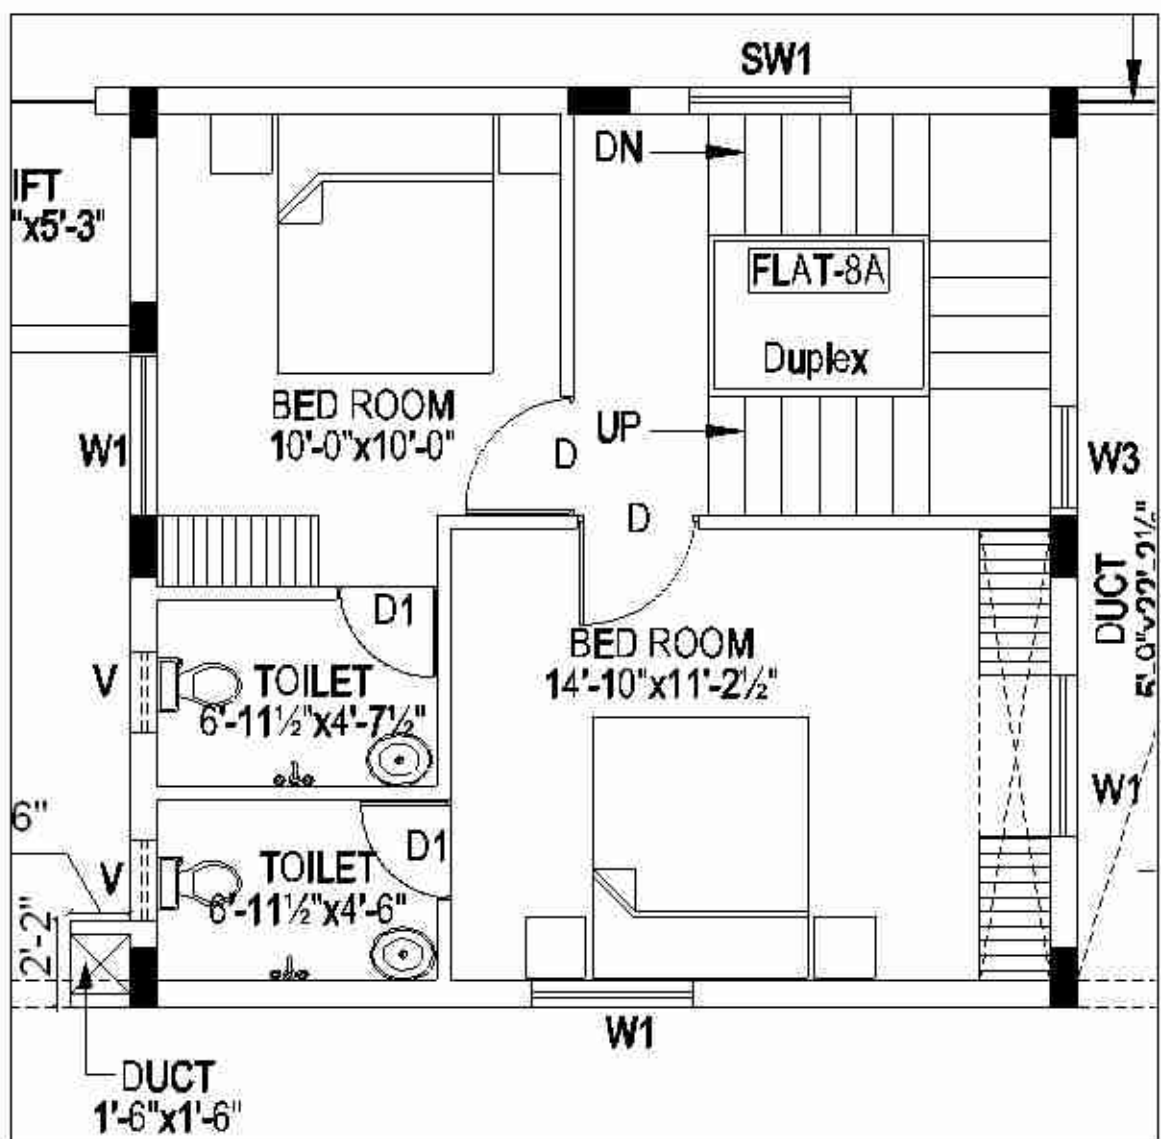 SW1
DN
IFT
"x5'-3"
FLAT-8A
Duplex
BED ROOM
10'-0"x10'-0"
UP
D
W1
W3
D
DUCT
D1
BED ROOM
14'-10"x11'-2½"
V
TOILET
6'-11½"x4'-7½"
W1
6"
D1
TOILET
6'-11½"x4'-6"
V
2'-2"
W1
DUCT
1'-6"x1'-6"